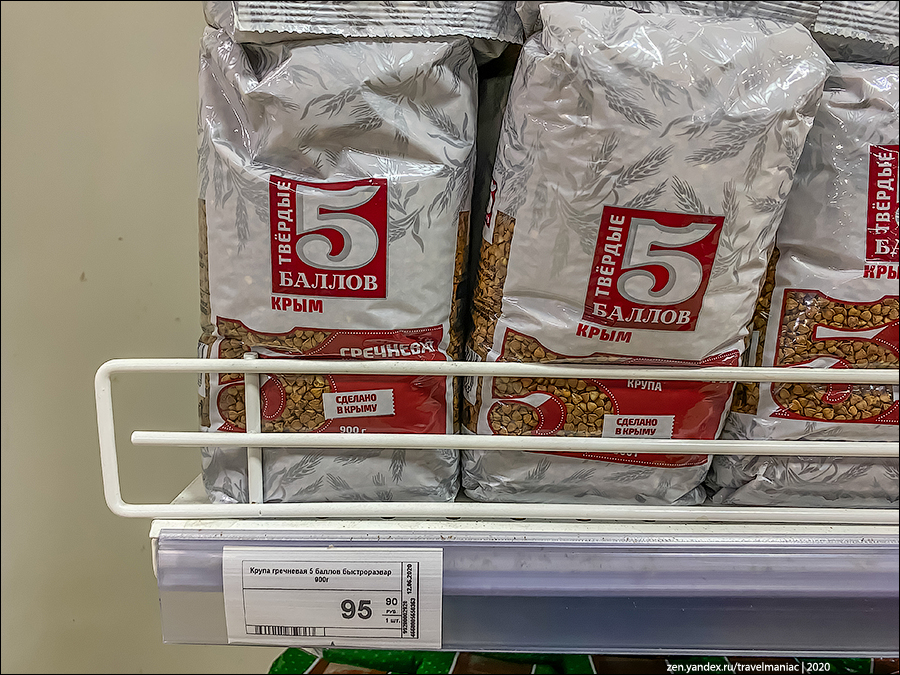 ТВЁРДЫЕ
5
БАЛЛОВ
КРЫМ
ГРЕЧНЕВАЯ
СДЕЛАНО
В КРЫМУ
900 г
ТВЁРДЫЕ
5
БАЛЛОВ
КРЫМ
КРУПА
СДЕЛАНО
В КРЫМУ
ТВЁРДЫЕ
Крупа гречневая 5 баллов быстроразвар
900г
95 90
РУБ.
1 шт.
12.06.2020
zen.yandex.ru/travelmaniac | 2020